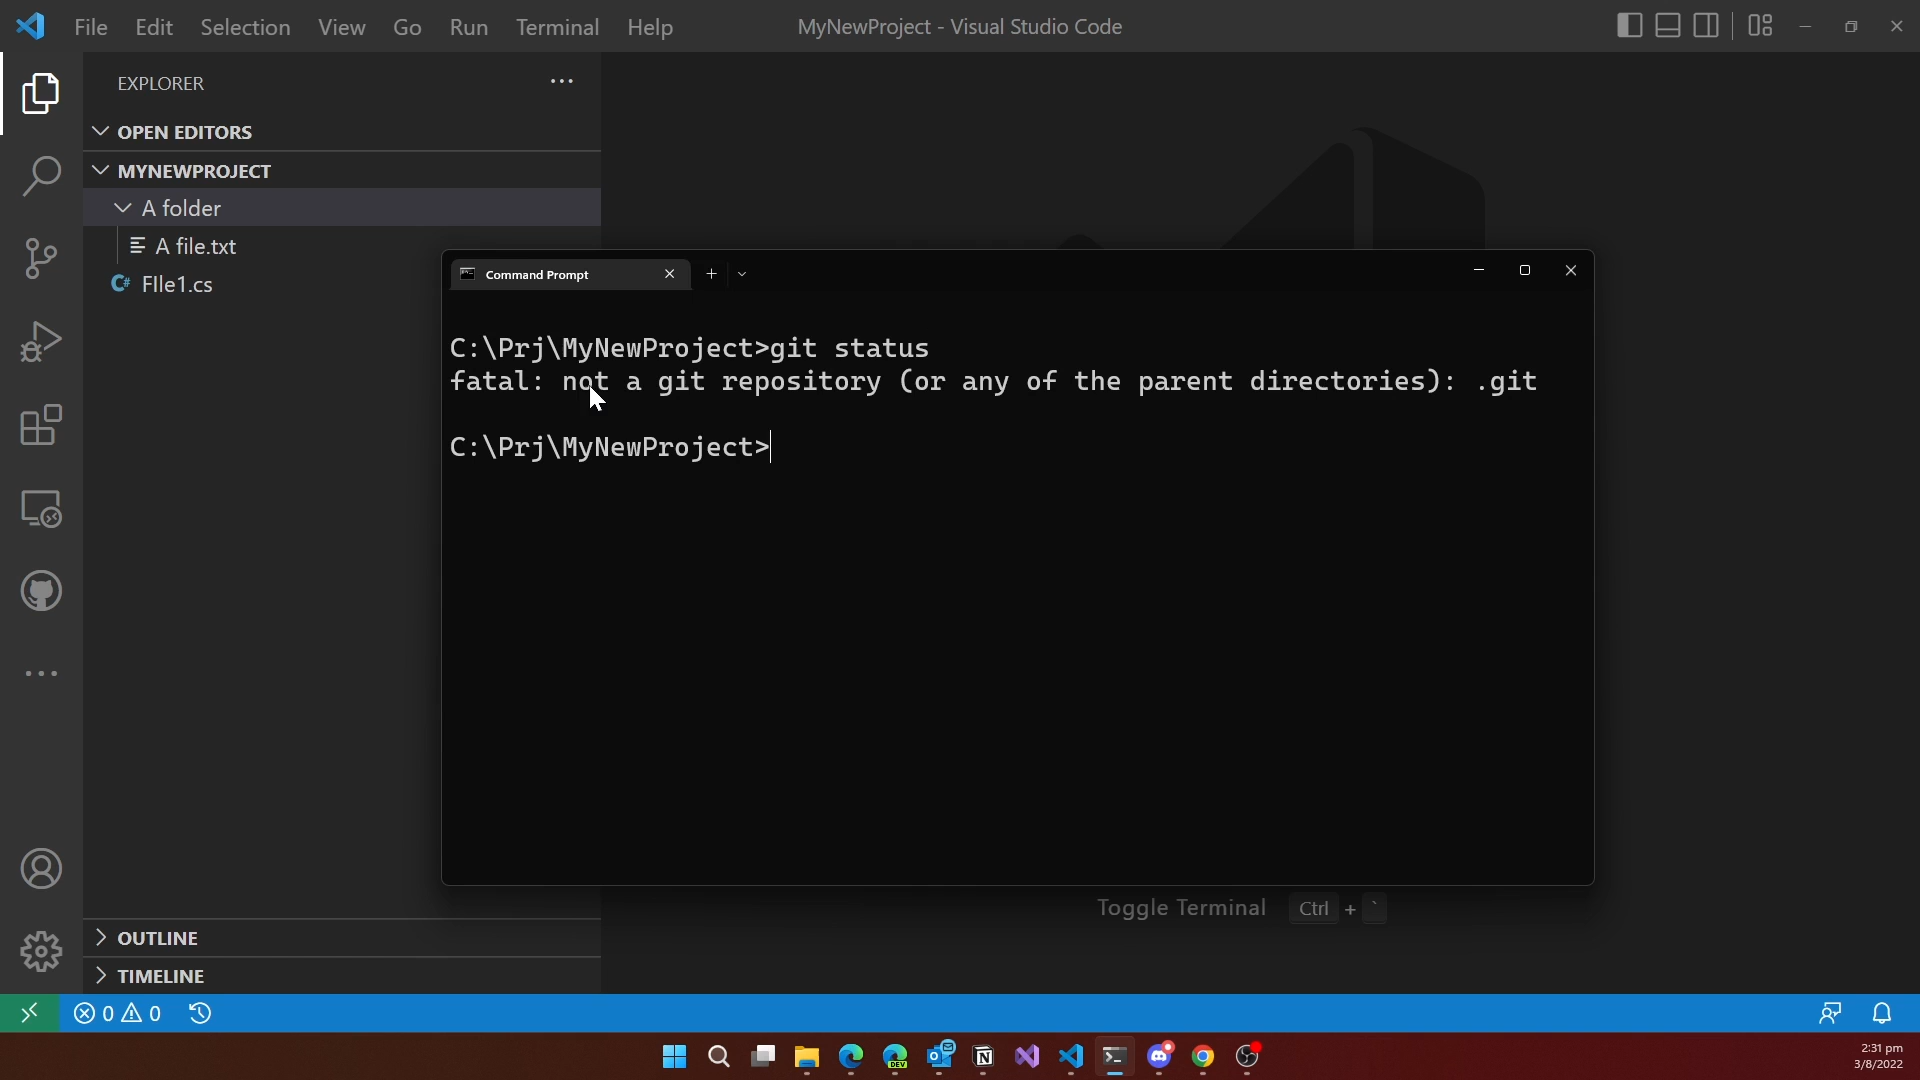 File Edit Selection View Go Run Terminal Help
MyNewProject - Visual Studio Code
EXPLORER
OPEN EDITORS
MYNEWPROJECT
A folder
A file.txt
C# FIle1.cs
Command Prompt
C:\Prj\MyNewProject>git status
fatal: not a git repository (or any of the parent directories): .git
C:\Prj\MyNewProject>
Toggle Terminal Ctrl + `
OUTLINE
TIMELINE
0 0
DEV
2:31 pm
3/8/2022